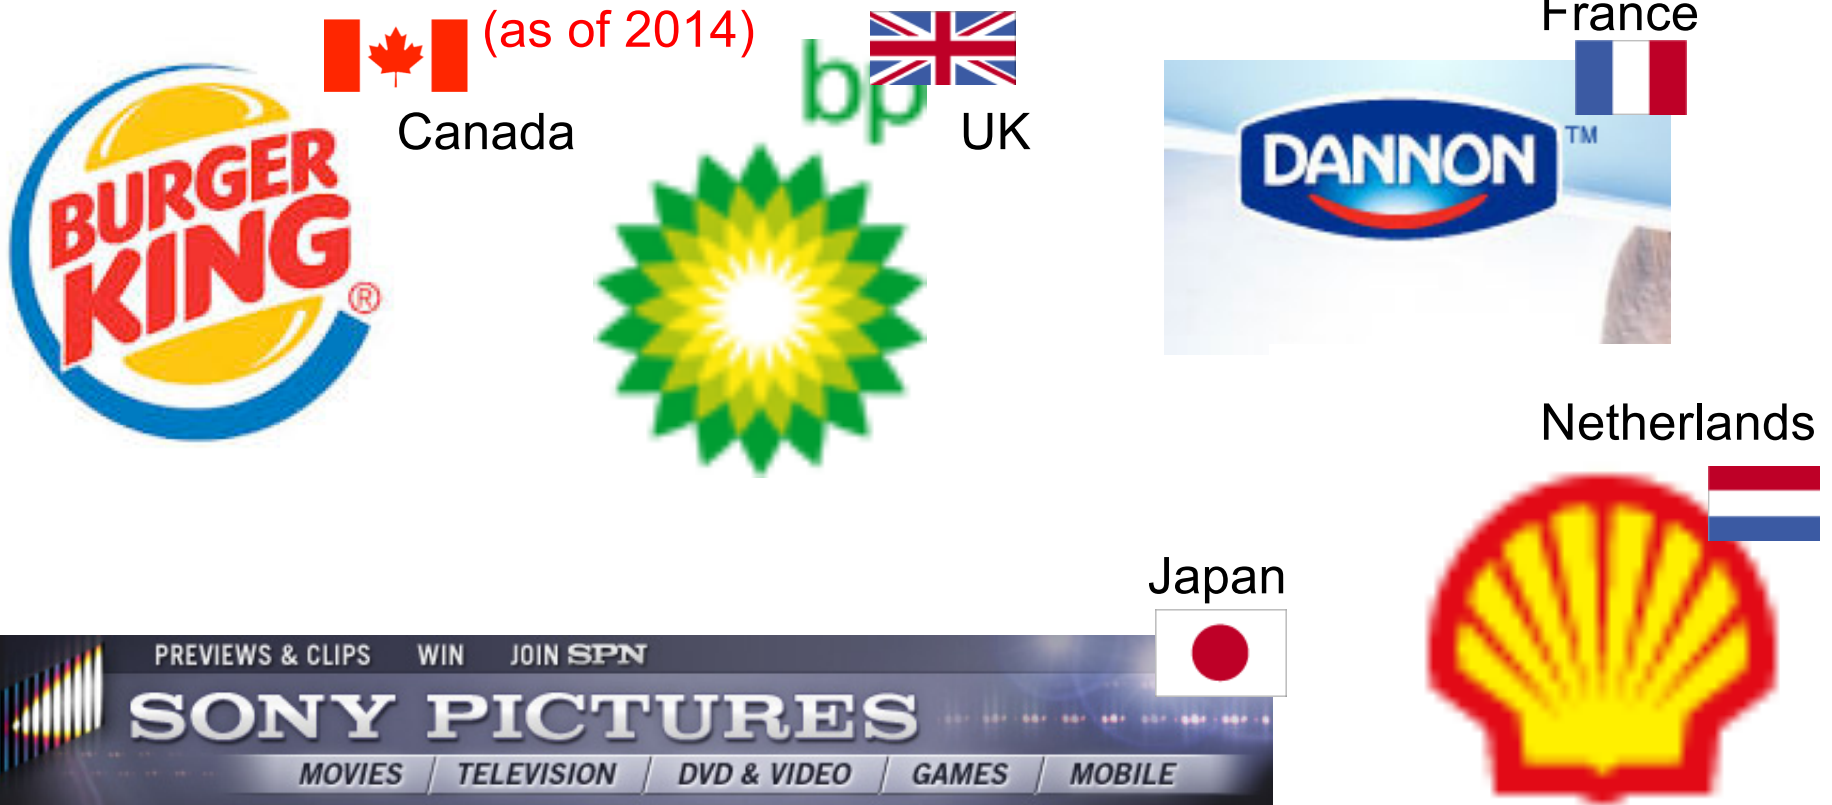 France
(as of 2014)
bp
Canada
UK
BURGER
KING
®
DANNON
TM
Netherlands
Japan
PREVIEWS & CLIPS WIN JOIN SPN
SONY PICTURES
MOVIES / TELEVISION / DVD & VIDEO / GAMES / MOBILE